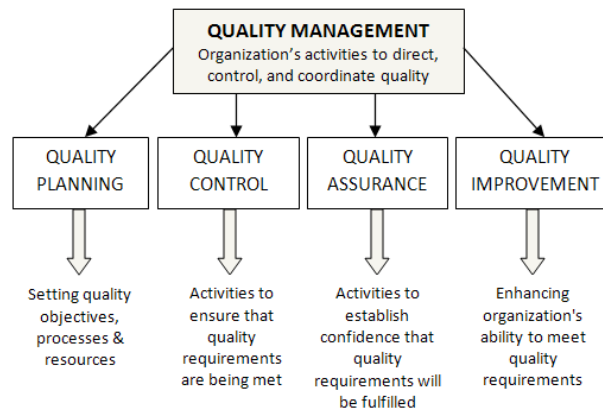 QUALITY MANAGEMENT
Organization's activities to direct,
control, and coordinate quality
QUALITY
PLANNING
QUALITY
CONTROL
QUALITY
ASSURANCE
QUALITY
IMPROVEMENT
Setting quality
objectives,
processes &
resources
Activities to
ensure that
quality
requirements
are being met
Activities to
establish
confidence that
quality
requirements will
be fulfilled
Enhancing
organization's
ability to meet
quality
requirements